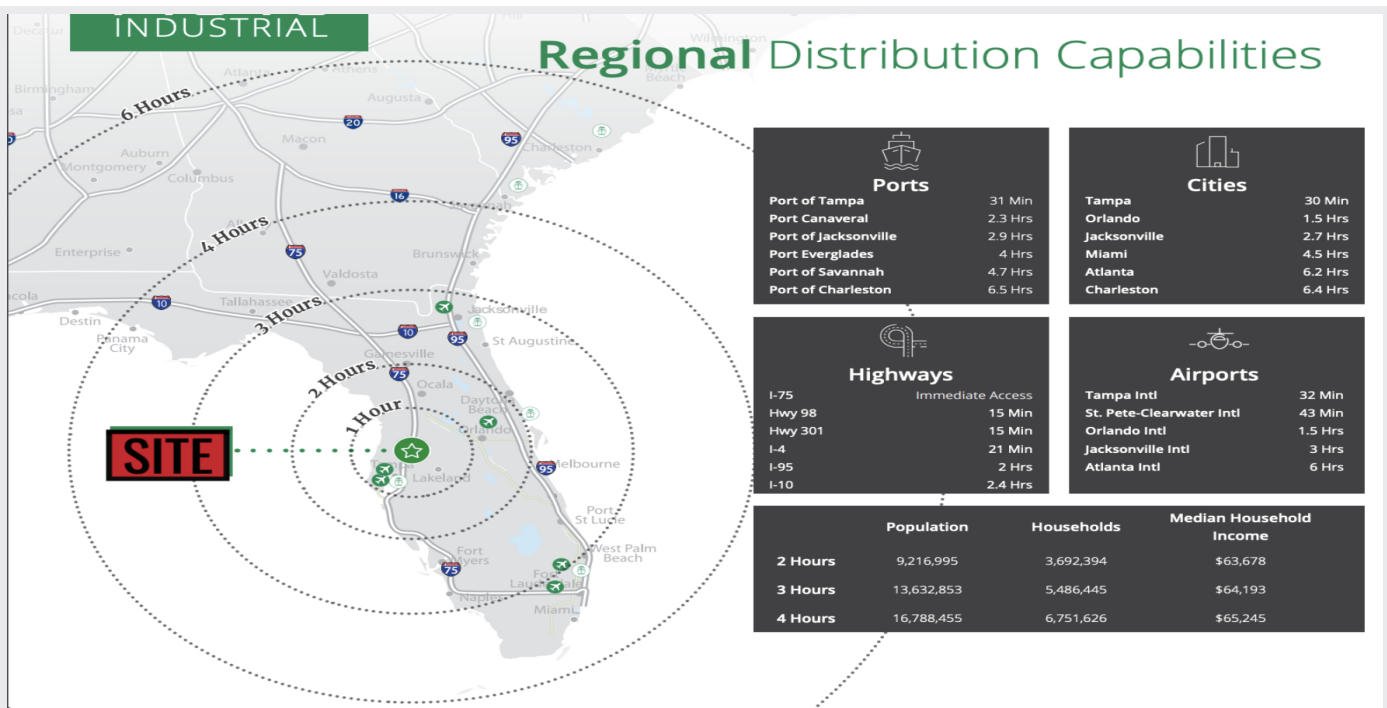 INDUSTRIAL
Regional Distribution Capabilities
Wilmington
Myrtle
Beach
Decatur
Birmingham
Atlanta
Athens
Augusta
6 Hours
20
Macon
95
Charleston
Auburn
Montgomery
Columbus
16
Savannah
4 Hours
75
Enterprise
Brunswick
Valdosta
10
Tallahassee
Destin
Panama
City
3 Hours
Jacksonville
10
95
St Augustine
Gainesville
2 Hours
75
Ocala
Daytona
Beach
1 Hour
Orlando
SITE
Tampa
Lakeland
95
Melbourne
Port
St Lucie
Fort
Myers
75
West Palm
Beach
Fort
Lauderdale
Naples
Miami
Ports
Port of Tampa 31 Min
Port Canaveral 2.3 Hrs
Port of Jacksonville 2.9 Hrs
Port Everglades 4 Hrs
Port of Savannah 4.7 Hrs
Port of Charleston 6.5 Hrs
Cities
Tampa 30 Min
Orlando 1.5 Hrs
Jacksonville 2.7 Hrs
Miami 4.5 Hrs
Atlanta 6.2 Hrs
Charleston 6.4 Hrs
Highways
I-75 Immediate Access
Hwy 98 15 Min
Hwy 301 15 Min
I-4 21 Min
I-95 2 Hrs
I-10 2.4 Hrs
Airports
Tampa Intl 32 Min
St. Pete-Clearwater Intl 43 Min
Orlando Intl 1.5 Hrs
Jacksonville Intl 3 Hrs
Atlanta Intl 6 Hrs
Population Households Median Household
Income
2 Hours 9,216,995 3,692,394 $63,678
3 Hours 13,632,853 5,486,445 $64,193
4 Hours 16,788,455 6,751,626 $65,245